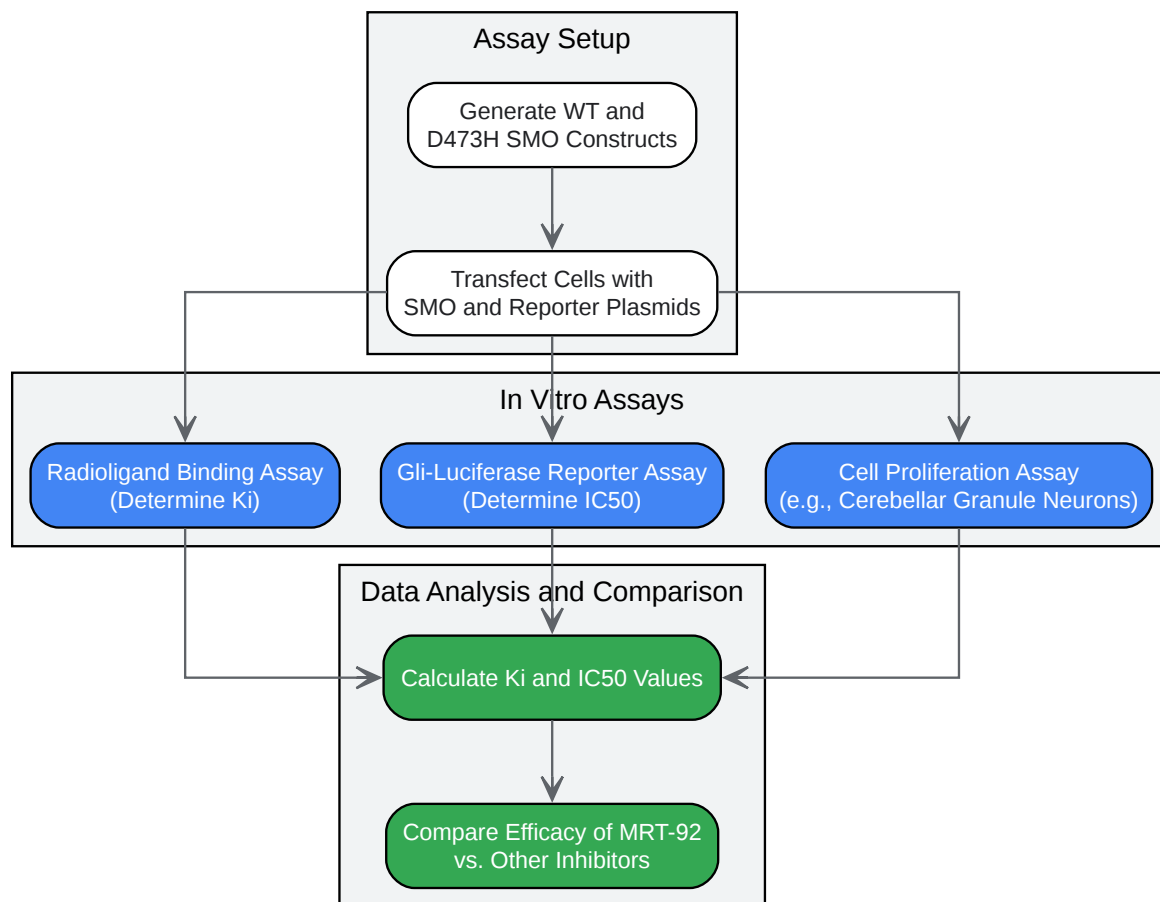 Assay Setup
Generate WT and
D473H SMO Constructs
Transfect Cells with
SMO and Reporter Plasmids
In Vitro Assays
Radioligand Binding Assay
(Determine Ki)
Gli-Luciferase Reporter Assay
(Determine IC50)
Cell Proliferation Assay
(e.g., Cerebellar Granule Neurons)
Data Analysis and Comparison
Calculate Ki and IC50 Values
Compare Efficacy of MRT-92
vs. Other Inhibitors